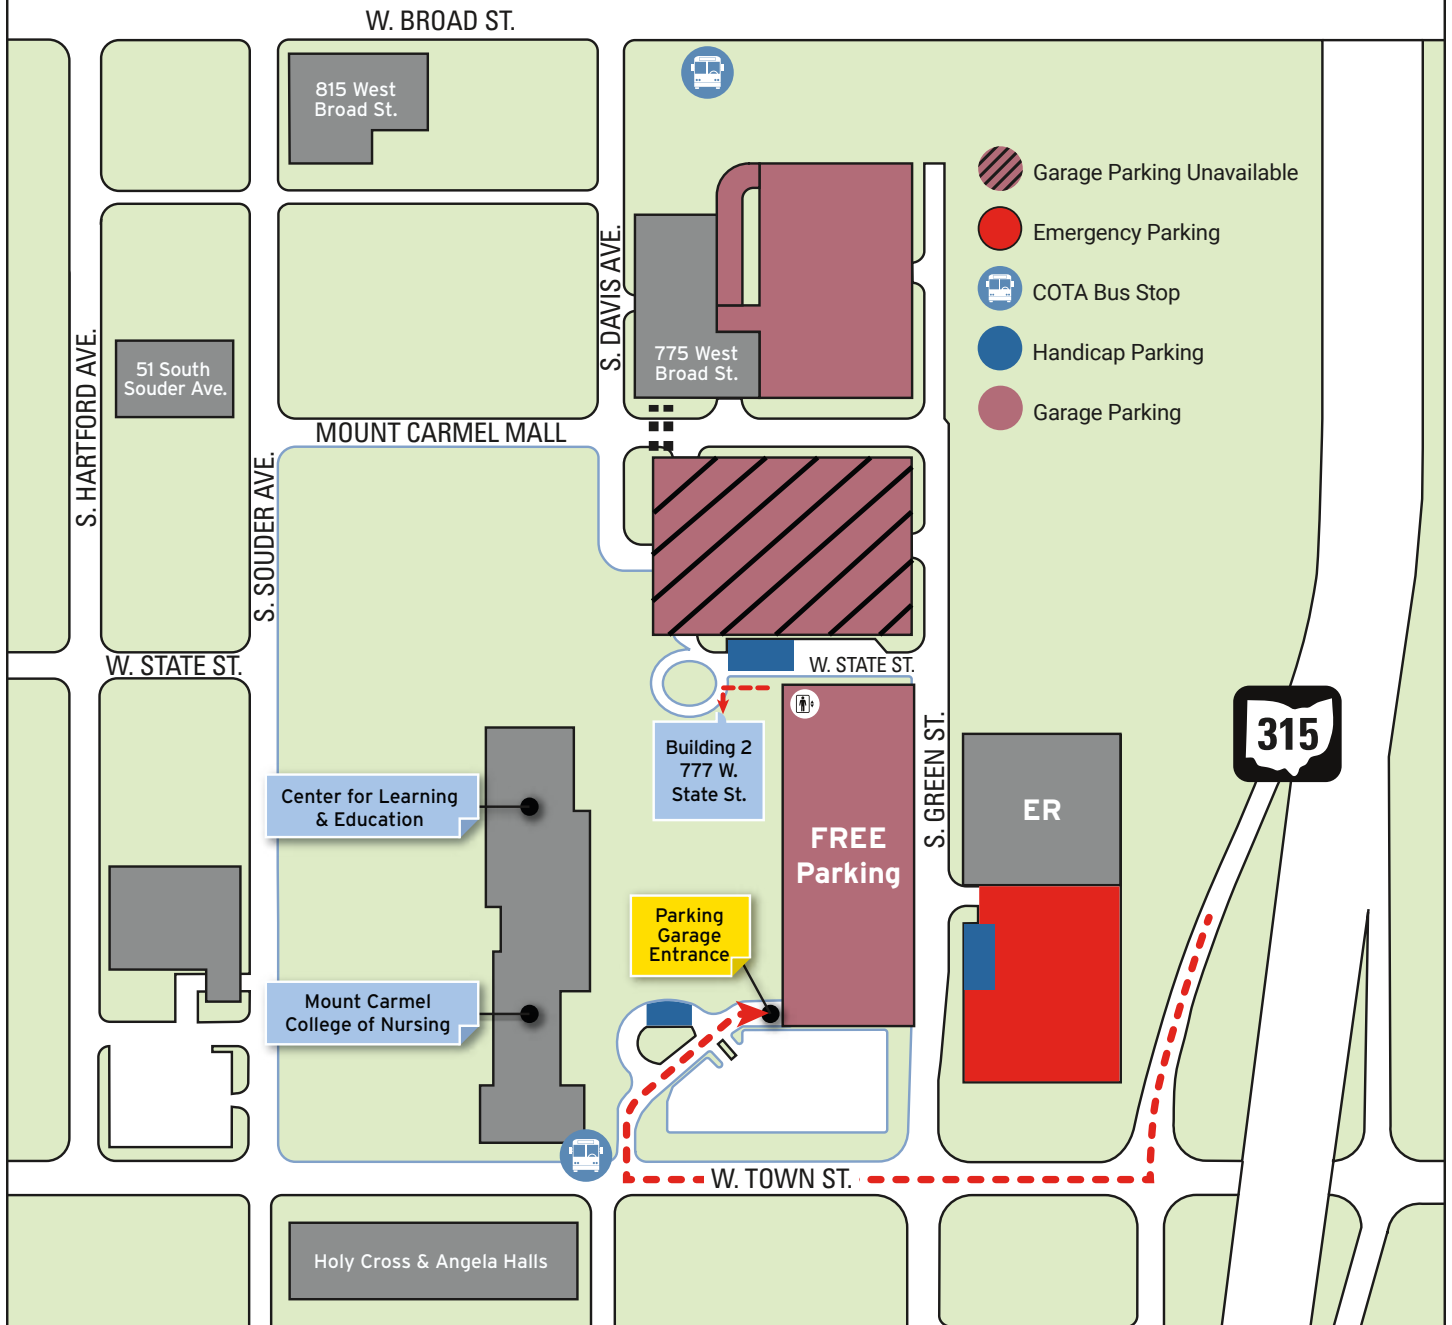 W. BROAD ST.
815 West
Broad St.
Garage Parking Unavailable
Emergency Parking
COTA Bus Stop
Handicap Parking
Garage Parking
S. DAVIS AVE.
775 West
Broad St.
S. HARTFORD AVE.
51 South
Souder Ave.
MOUNT CARMEL MALL
S. SOUDER AVE.
W. STATE ST.
W. STATE ST.
Building 2
777 W.
State St.
S. GREEN ST.
315
Center for Learning
& Education
ER
FREE
Parking
Parking
Garage
Entrance
Mount Carmel
College of Nursing
W. TOWN ST.
Holy Cross & Angela Halls